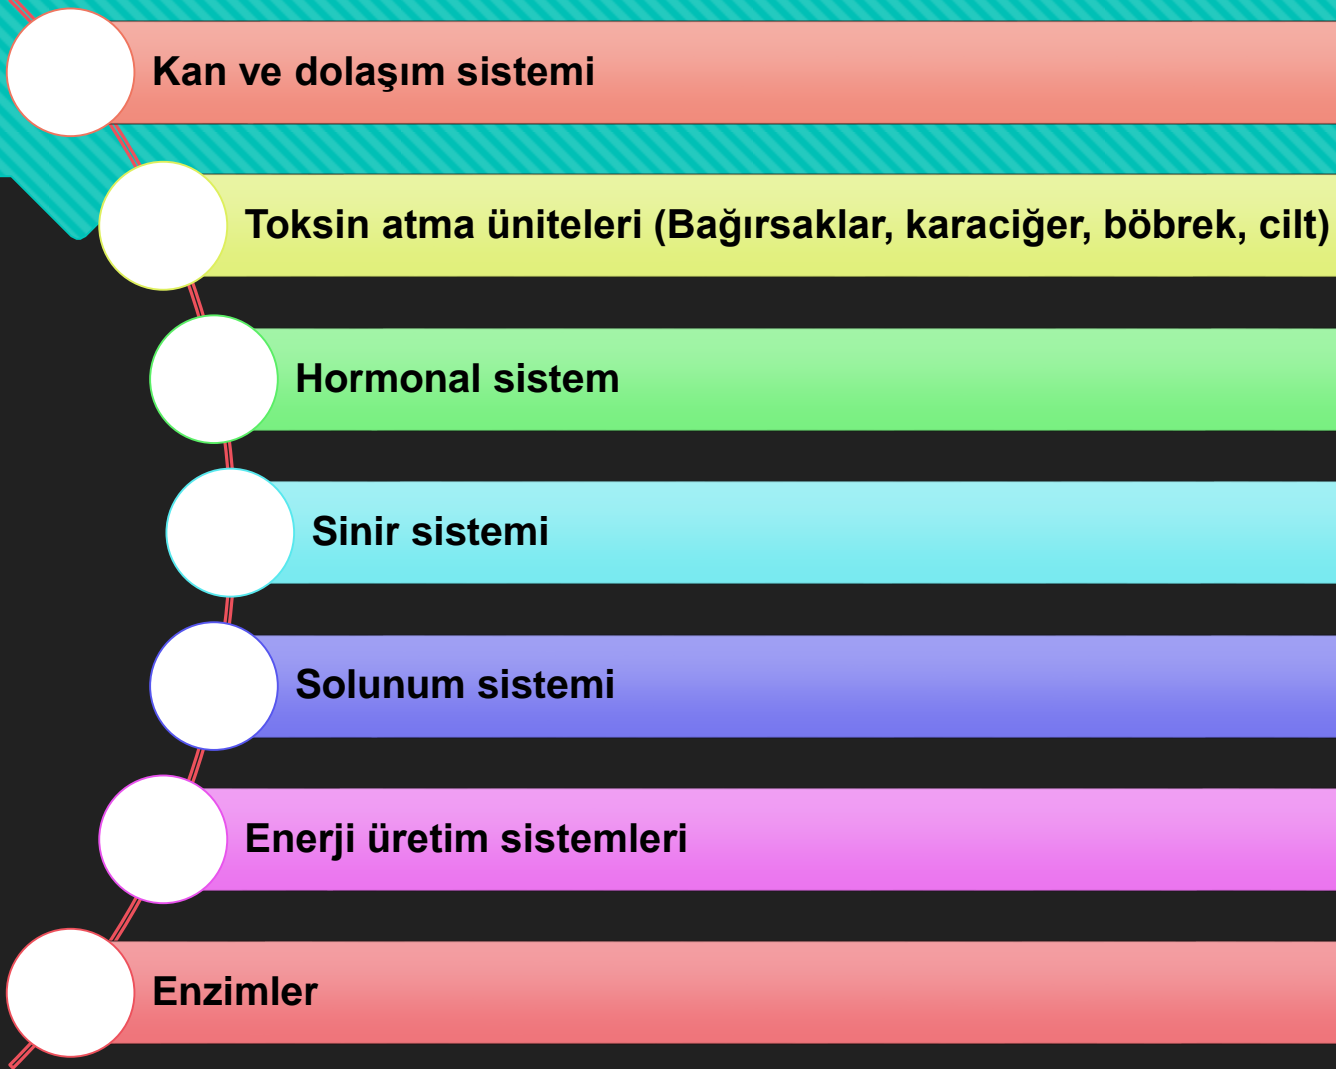 Kan ve dolaşım sistemi
Toksin atma üniteleri (Bağırsaklar, karaciğer, böbrek, cilt)
Hormonal sistem
Sinir sistemi
Solunum sistemi
Enerji üretim sistemleri
Enzimler